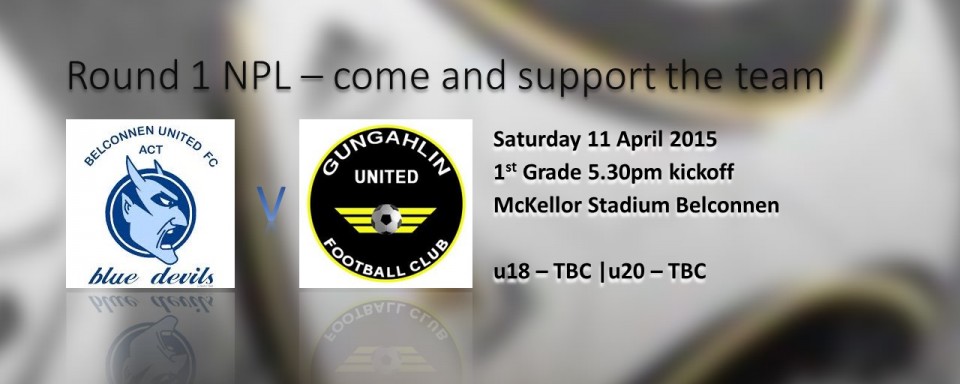 Round 1 NPL – come and support the team
BELCONNEN UNITED FC
ACT
blue devils
V
GUNGAHLIN
UNITED
FOOTBALL CLUB
Saturday 11 April 2015
1st Grade 5.30pm kickoff
McKellor Stadium Belconnen
u18 – TBC |u20 – TBC